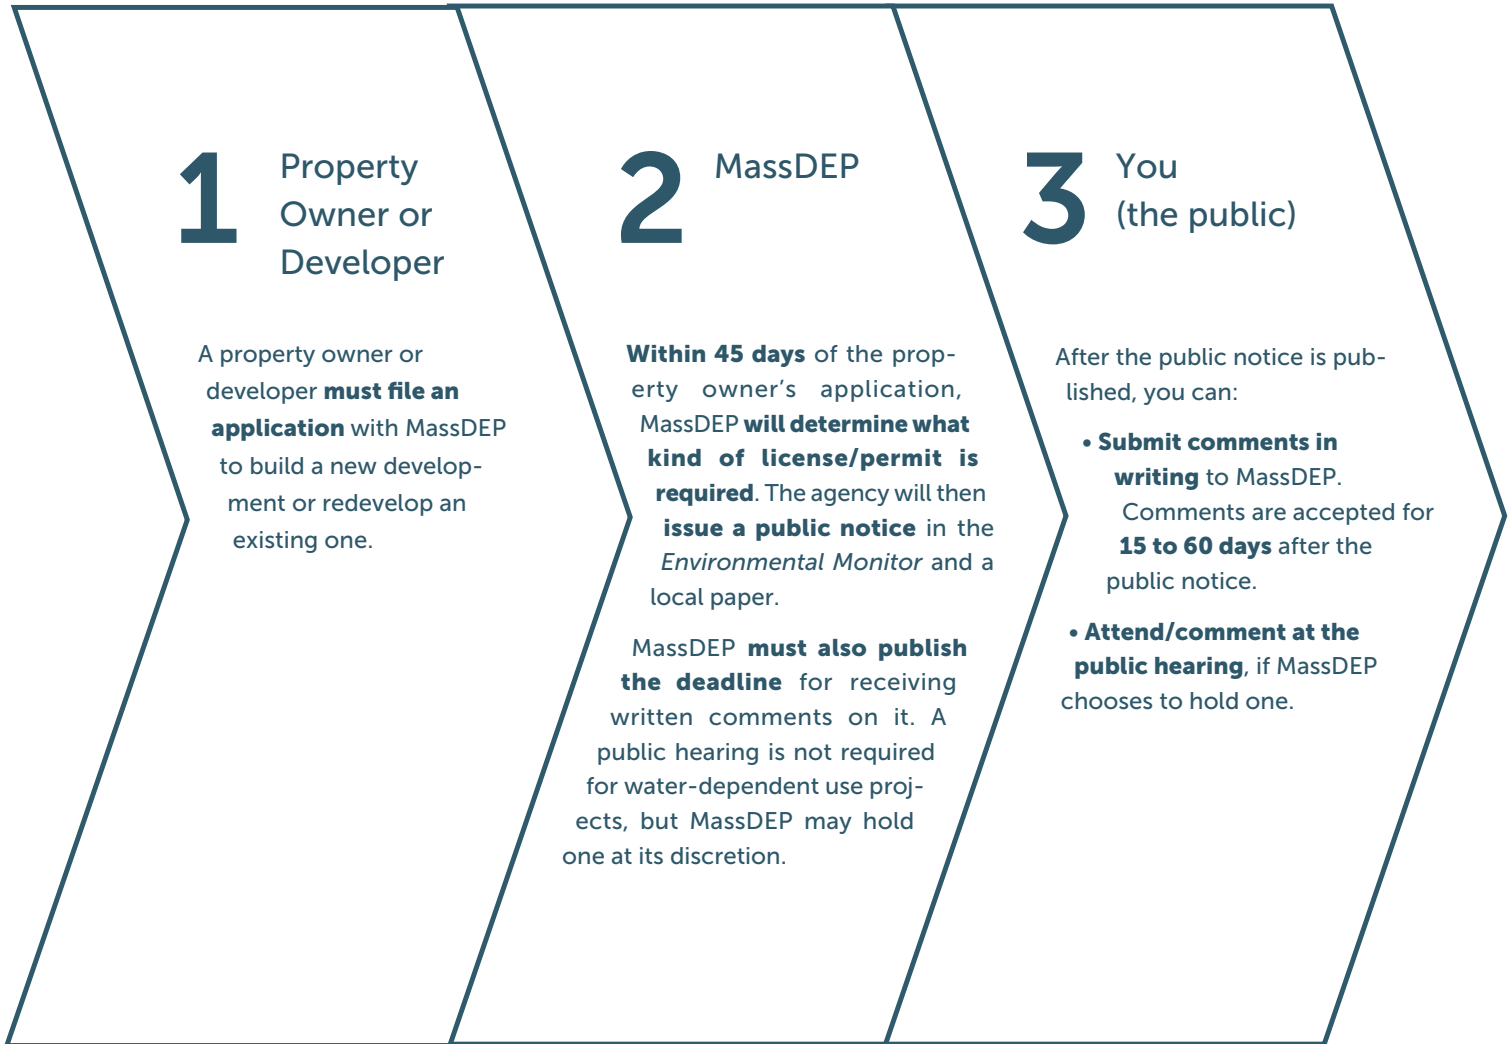 1
Property
Owner or
Developer
A property owner or
developer must file an
application with MassDEP
to build a new develop-
ment or redevelop an
existing one.
2
MassDEP
Within 45 days of the prop-
erty owner’s application,
MassDEP will determine what
kind of license/permit is
required. The agency will then
issue a public notice in the
Environmental Monitor and a
local paper.
MassDEP must also publish
the deadline for receiving
written comments on it. A
public hearing is not required
for water-dependent use proj-
ects, but MassDEP may hold
one at its discretion.
3
You
(the public)
After the public notice is pub-
lished, you can:
• Submit comments in
writing to MassDEP.
Comments are accepted for
15 to 60 days after the
public notice.
• Attend/comment at the
public hearing, if MassDEP
chooses to hold one.